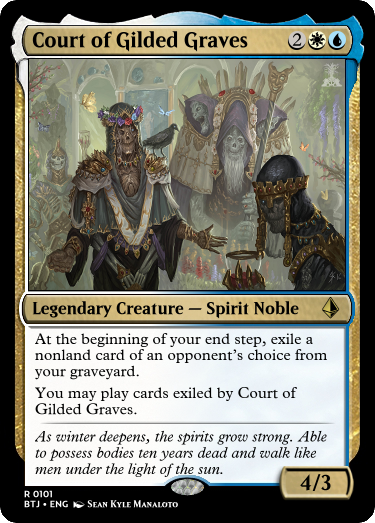 Court of Gilded Graves 2
Legendary Creature — Spirit Noble
At the beginning of your end step, exile a
nonland card of an opponent's choice from
your graveyard.
You may play cards exiled by Court of
Gilded Graves.
As winter deepens, the spirits grow strong. Able
to possess bodies ten years dead and walk like
men under the light of the sun.
4/3
R 0101
BTJ • ENG Sean Kyle Manaloto